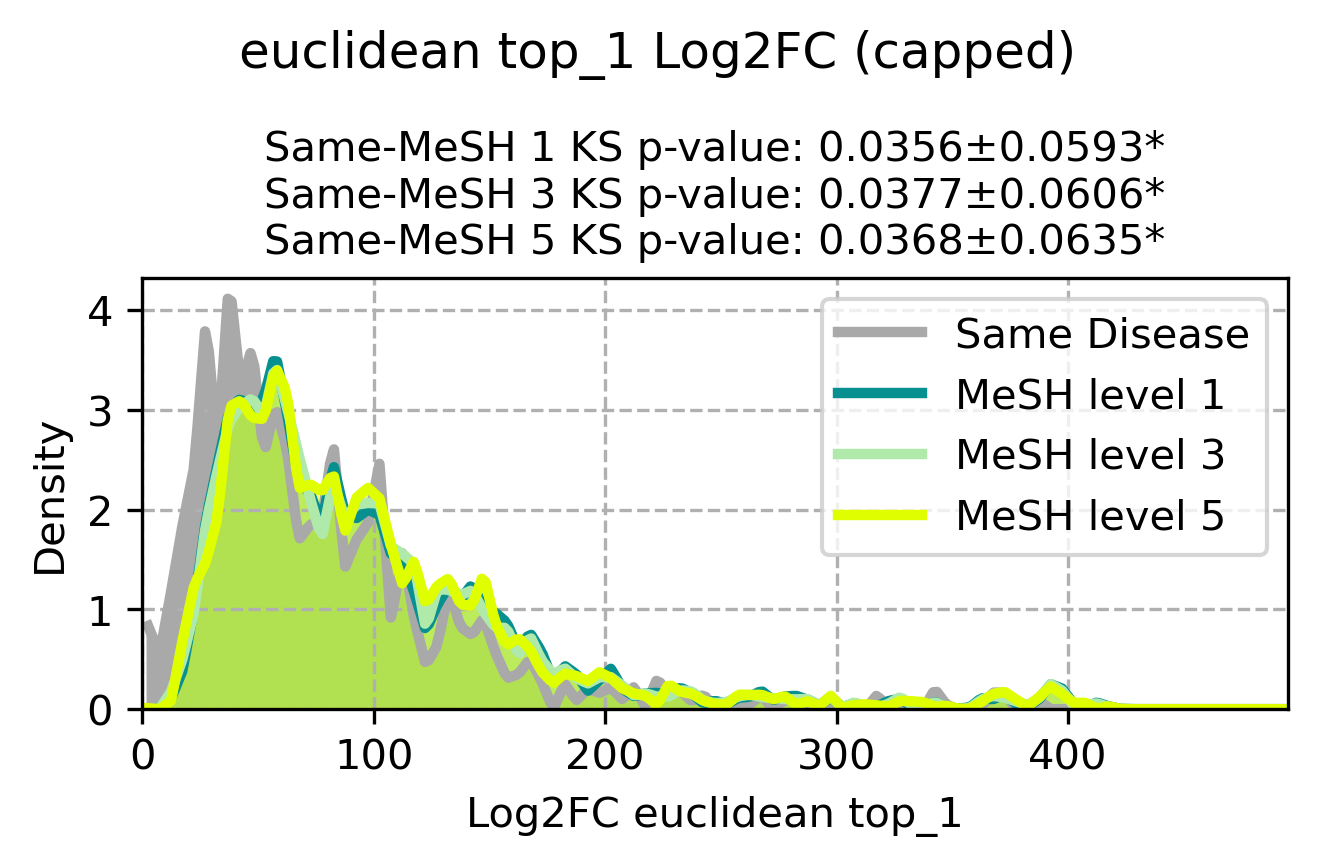 euclidean top_1 Log2FC (capped)
Same-MeSH 1 KS p-value: 0.0356±0.0593*
Same-MeSH 3 KS p-value: 0.0377±0.0606*
Same-MeSH 5 KS p-value: 0.0368±0.0635*
4
3
2
1
0
Density
Same Disease
MeSH level 1
MeSH level 3
MeSH level 5
0 100 200 300 400
Log2FC euclidean top_1